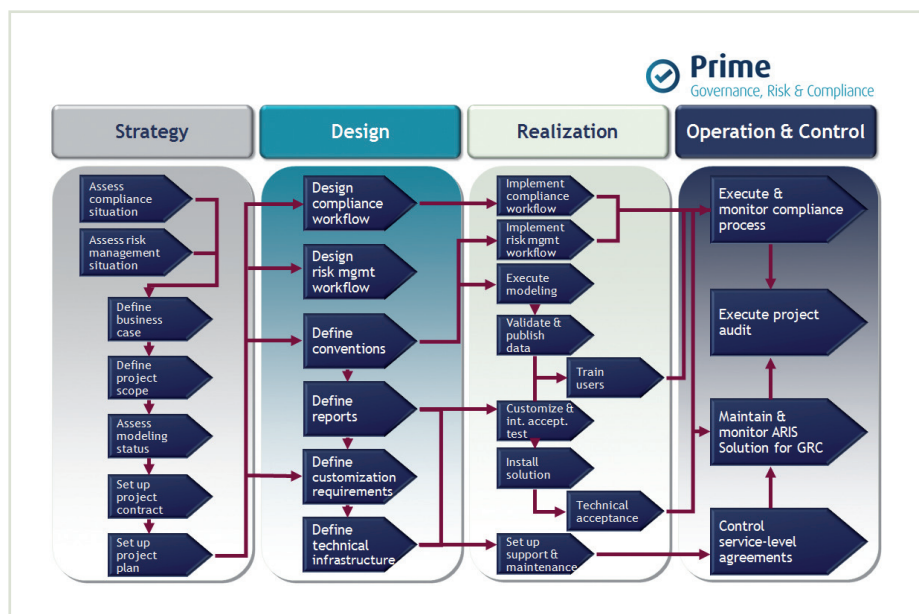 Prime
Governance, Risk & Compliance
Strategy
Design
Realization
Operation & Control
Assess
compliance
situation
Assess risk
management
situation
Define
business
case
Define
project
scope
Assess
modeling
status
Set up
project
contract
Set up
project
plan
Design
compliance
workflow
Design
risk mgmt
workflow
Define
conventions
Define
reports
Define
customization
requirements
Define
technical
infrastructure
Implement
compliance
workflow
Implement
risk mgmt
workflow
Execute
modeling
Validate &
publish
data
Train
users
Customize &
int. accept.
test
Install
solution
Technical
acceptance
Set up
support &
maintenance
Execute &
monitor compliance
process
Execute project
audit
Maintain &
monitor ARIS
Solution for GRC
Control
service-level
agreements